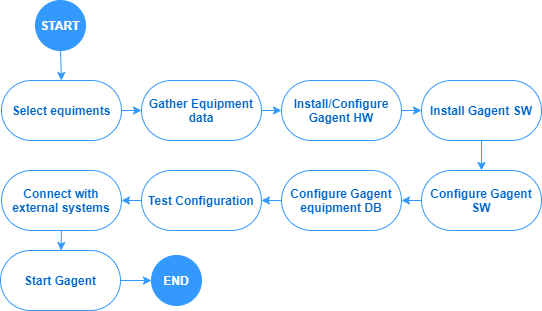 START
Select equiments
Gather Equipment
data
Install/Configure
Gagent HW
Install Gagent SW
Configure Gagent
SW
Configure Gagent
equipment DB
Test Configuration
Connect with
external systems
Start Gagent
END